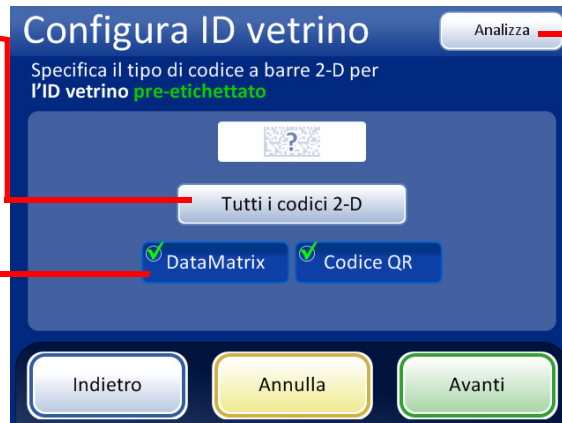 Configura ID vetrino
Analizza
Specifica il tipo di codice a barre 2-D per
l'ID vetrino pre-etichettato
?
Tutti i codici 2-D
DataMatrix
Codice QR
Indietro
Annulla
Avanti